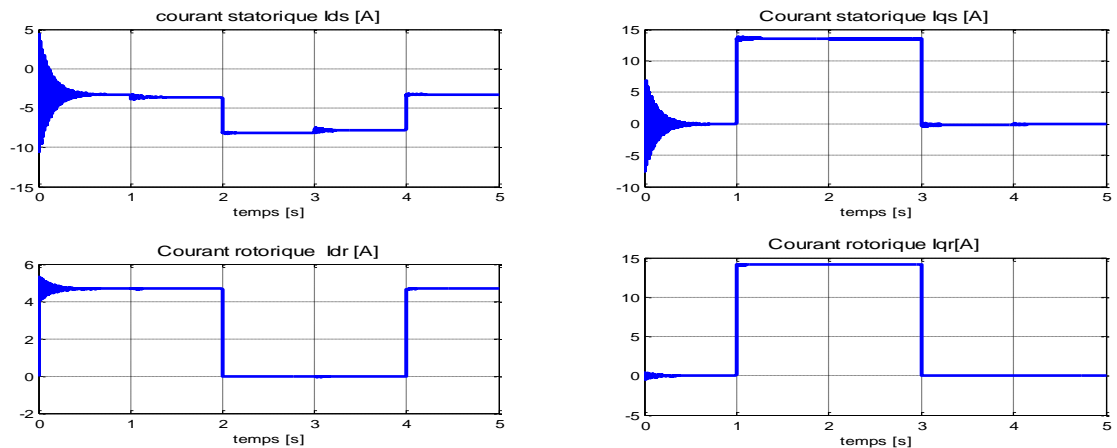 courant statorique Ids [A]
5
0
-5
-10
-15
0 1 2 3 4 5
temps [s]
Courant statorique Iqs [A]
15
10
5
0
-5
-10
0 1 2 3 4 5
temps [s]
Courant rotorique Idr [A]
6
4
2
0
-2
0 1 2 3 4 5
temps [s]
Courant rotorique Iqr[A]
15
10
5
0
-5
0 1 2 3 4 5
temps [s]